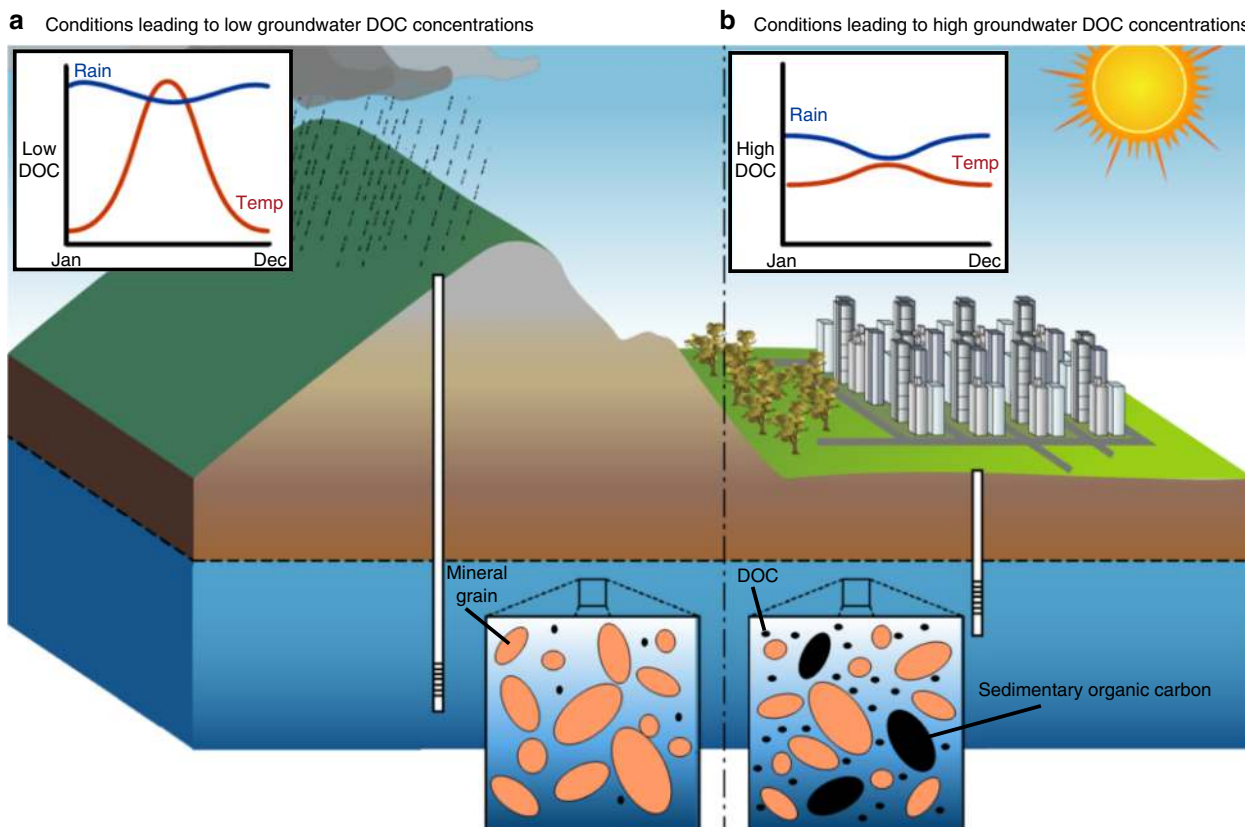 a Conditions leading to low groundwater DOC concentrations
Rain
Low
DOC
Temp
Jan
Dec
Mineral
grain
b Conditions leading to high groundwater DOC concentrations
Rain
High
DOC
Temp
Jan
Dec
DOC
Sedimentary organic carbon